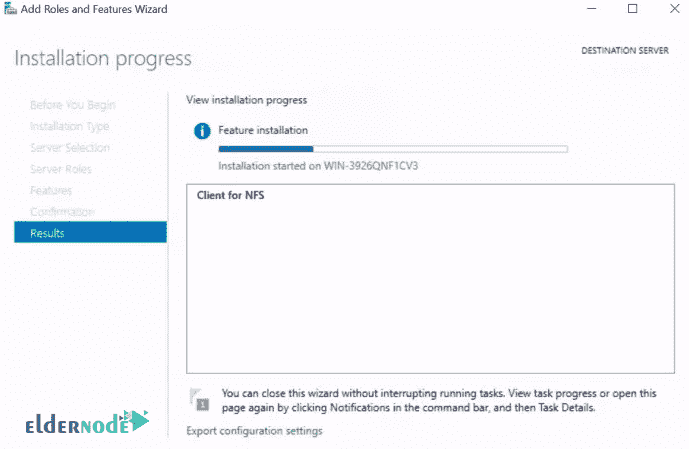 Add Roles and Features Wizard
Installation progress
DESTINATION SERVER
Before You Begin
Installation Type
Server Selection
Server Roles
Features
Confirmation
Results
View installation progress
Feature installation
Installation started on WIN-3926QNF1CV3
Client for NFS
You can close this wizard without interrupting running tasks. View task progress or open this
page again by clicking Notifications in the command bar, and then Task Details.
Export configuration settings
1
eLDERNODE